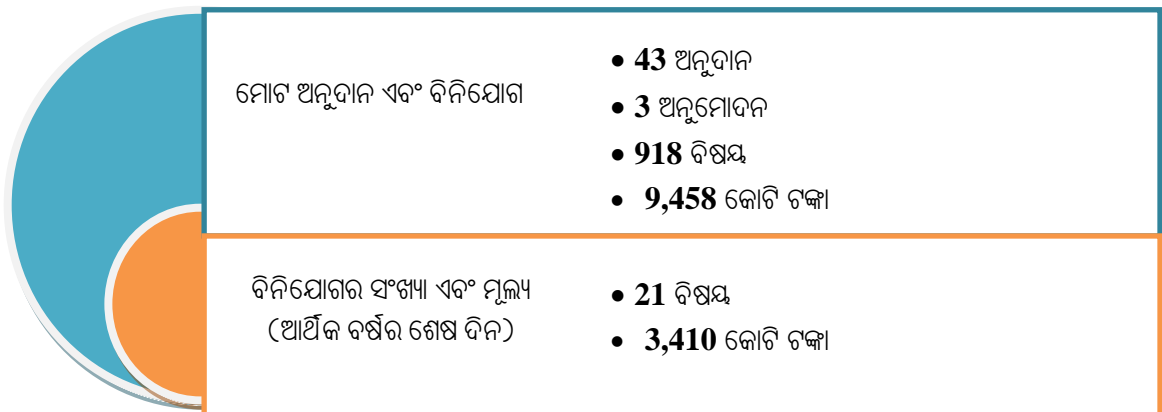 ମୋଟ ଅନୁଦାନ ଏବଂ ବିନିଯୋଗ
• 43 ଅନୁଦାନ
• 3 ଅନୁମୋଦନ
• 918 ବିଷୟ
• 9,458 କୋଟି ଟଙ୍କା
ବିନିଯୋଗର ସଂଖ୍ୟା ଏବଂ ମୂଲ୍ୟ
(ଆର୍ଥିକ ବର୍ଷର ଶେଷ ଦିନ)
• 21 ବିଷୟ
• 3,410 କୋଟି ଟଙ୍କା